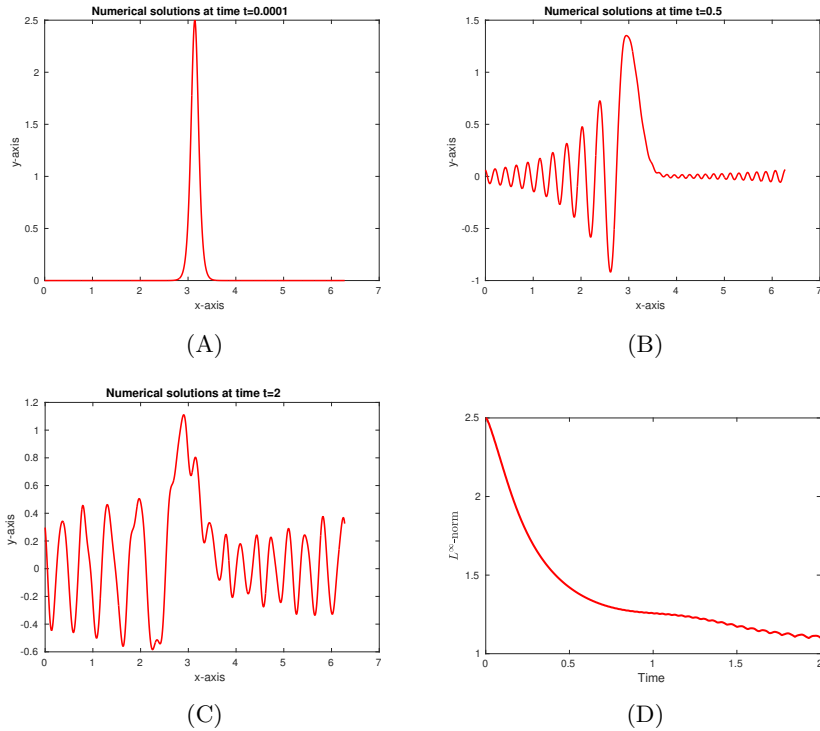 Numerical solutions at time t=0.0001
2.5
2
1.5
1
0.5
0
y-axis
0 1 2 3 4 5 6 7
x-axis
(A)
Numerical solutions at time t=0.5
1.5
1
0.5
0
-0.5
-1
y-axis
0 1 2 3 4 5 6 7
x-axis
(B)
Numerical solutions at time t=2
1.2
1
0.8
0.6
0.4
0.2
0
-0.2
-0.4
-0.6
y-axis
0 1 2 3 4 5 6 7
x-axis
(C)
2.5
2
1.5
1
L∞-norm
0 0.5 1 1.5 2
Time
(D)